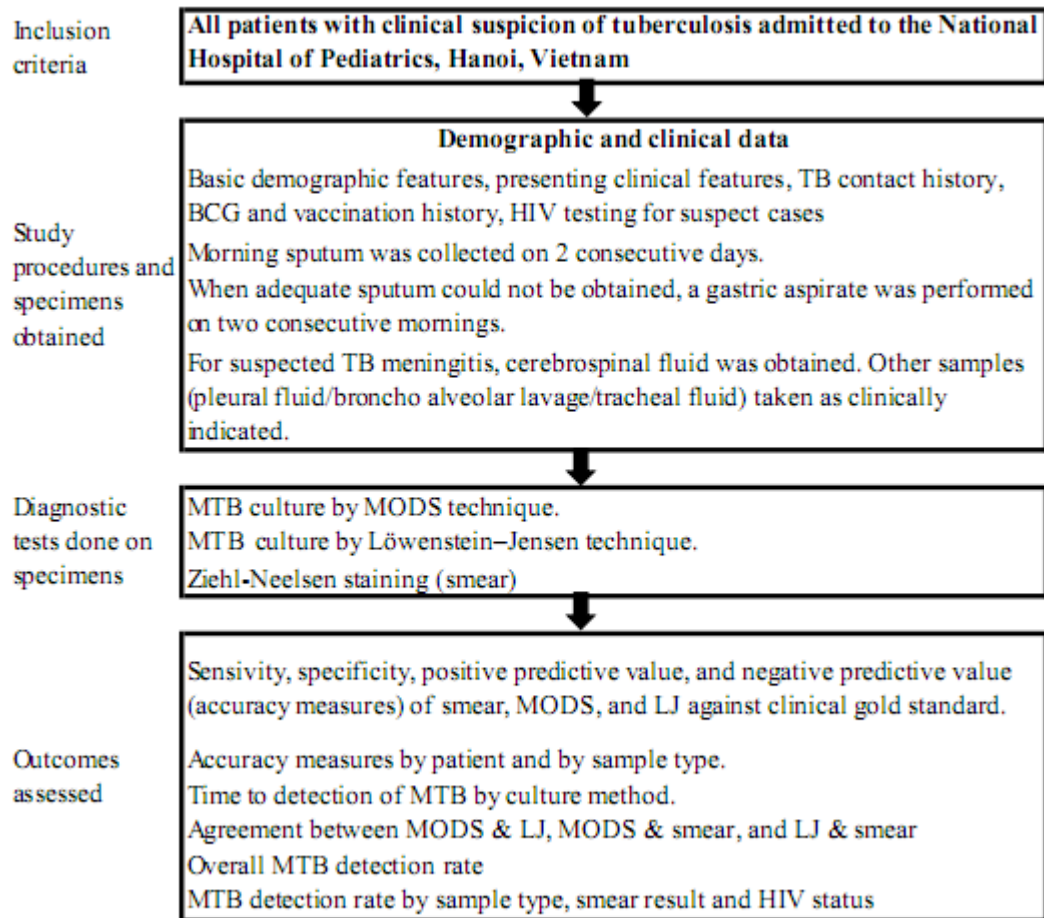 Inclusion
criteria
All patients with clinical suspicion of tuberculosis admitted to the National
Hospital of Pediatrics, Hanoi, Vietnam
Study
procedures and
specimens
obtained
Demographic and clinical data
Basic demographic features, presenting clinical features, TB contact history,
BCG and vaccination history, HIV testing for suspect cases
Morning sputum was collected on 2 consecutive days.
When adequate sputum could not be obtained, a gastric aspirate was performed
on two consecutive mornings.
For suspected TB meningitis, cerebrospinal fluid was obtained. Other samples
(pleural fluid/broncho alveolar lavage/tracheal fluid) taken as clinically
indicated.
Diagnostic
tests done on
specimens
MTB culture by MODS technique.
MTB culture by Löwenstein–Jensen technique.
Ziehl-Neelsen staining (smear)
Outcomes
assessed
Sensivity, specificity, positive predictive value, and negative predictive value
(accuracy measures) of smear, MODS, and LJ against clinical gold standard.
Accuracy measures by patient and by sample type.
Time to detection of MTB by culture method.
Agreement between MODS & LJ, MODS & smear, and LJ & smear
Overall MTB detection rate
MTB detection rate by sample type, smear result and HIV status